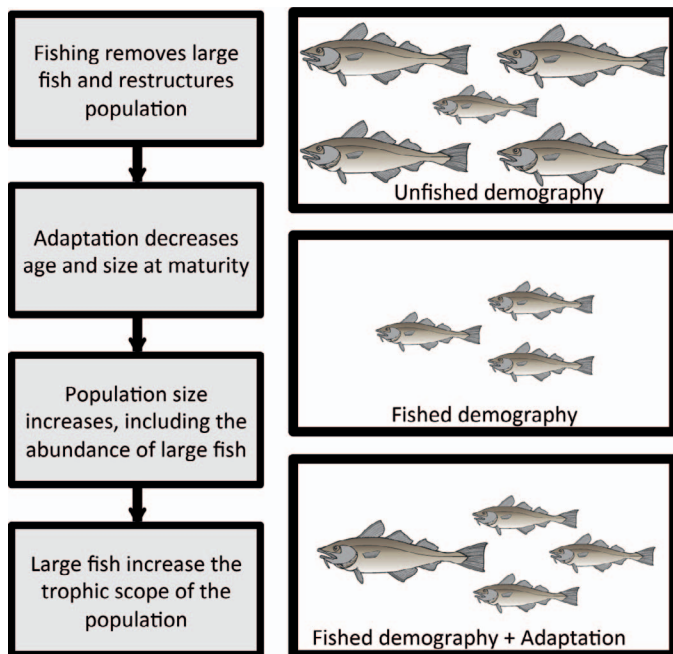 Fishing removes large
fish and restructures
population
Adaptation decreases
age and size at maturity
Population size
increases, including the
abundance of large fish
Large fish increase the
trophic scope of the
population
Unfished demography
Fished demography
Fished demography + Adaptation